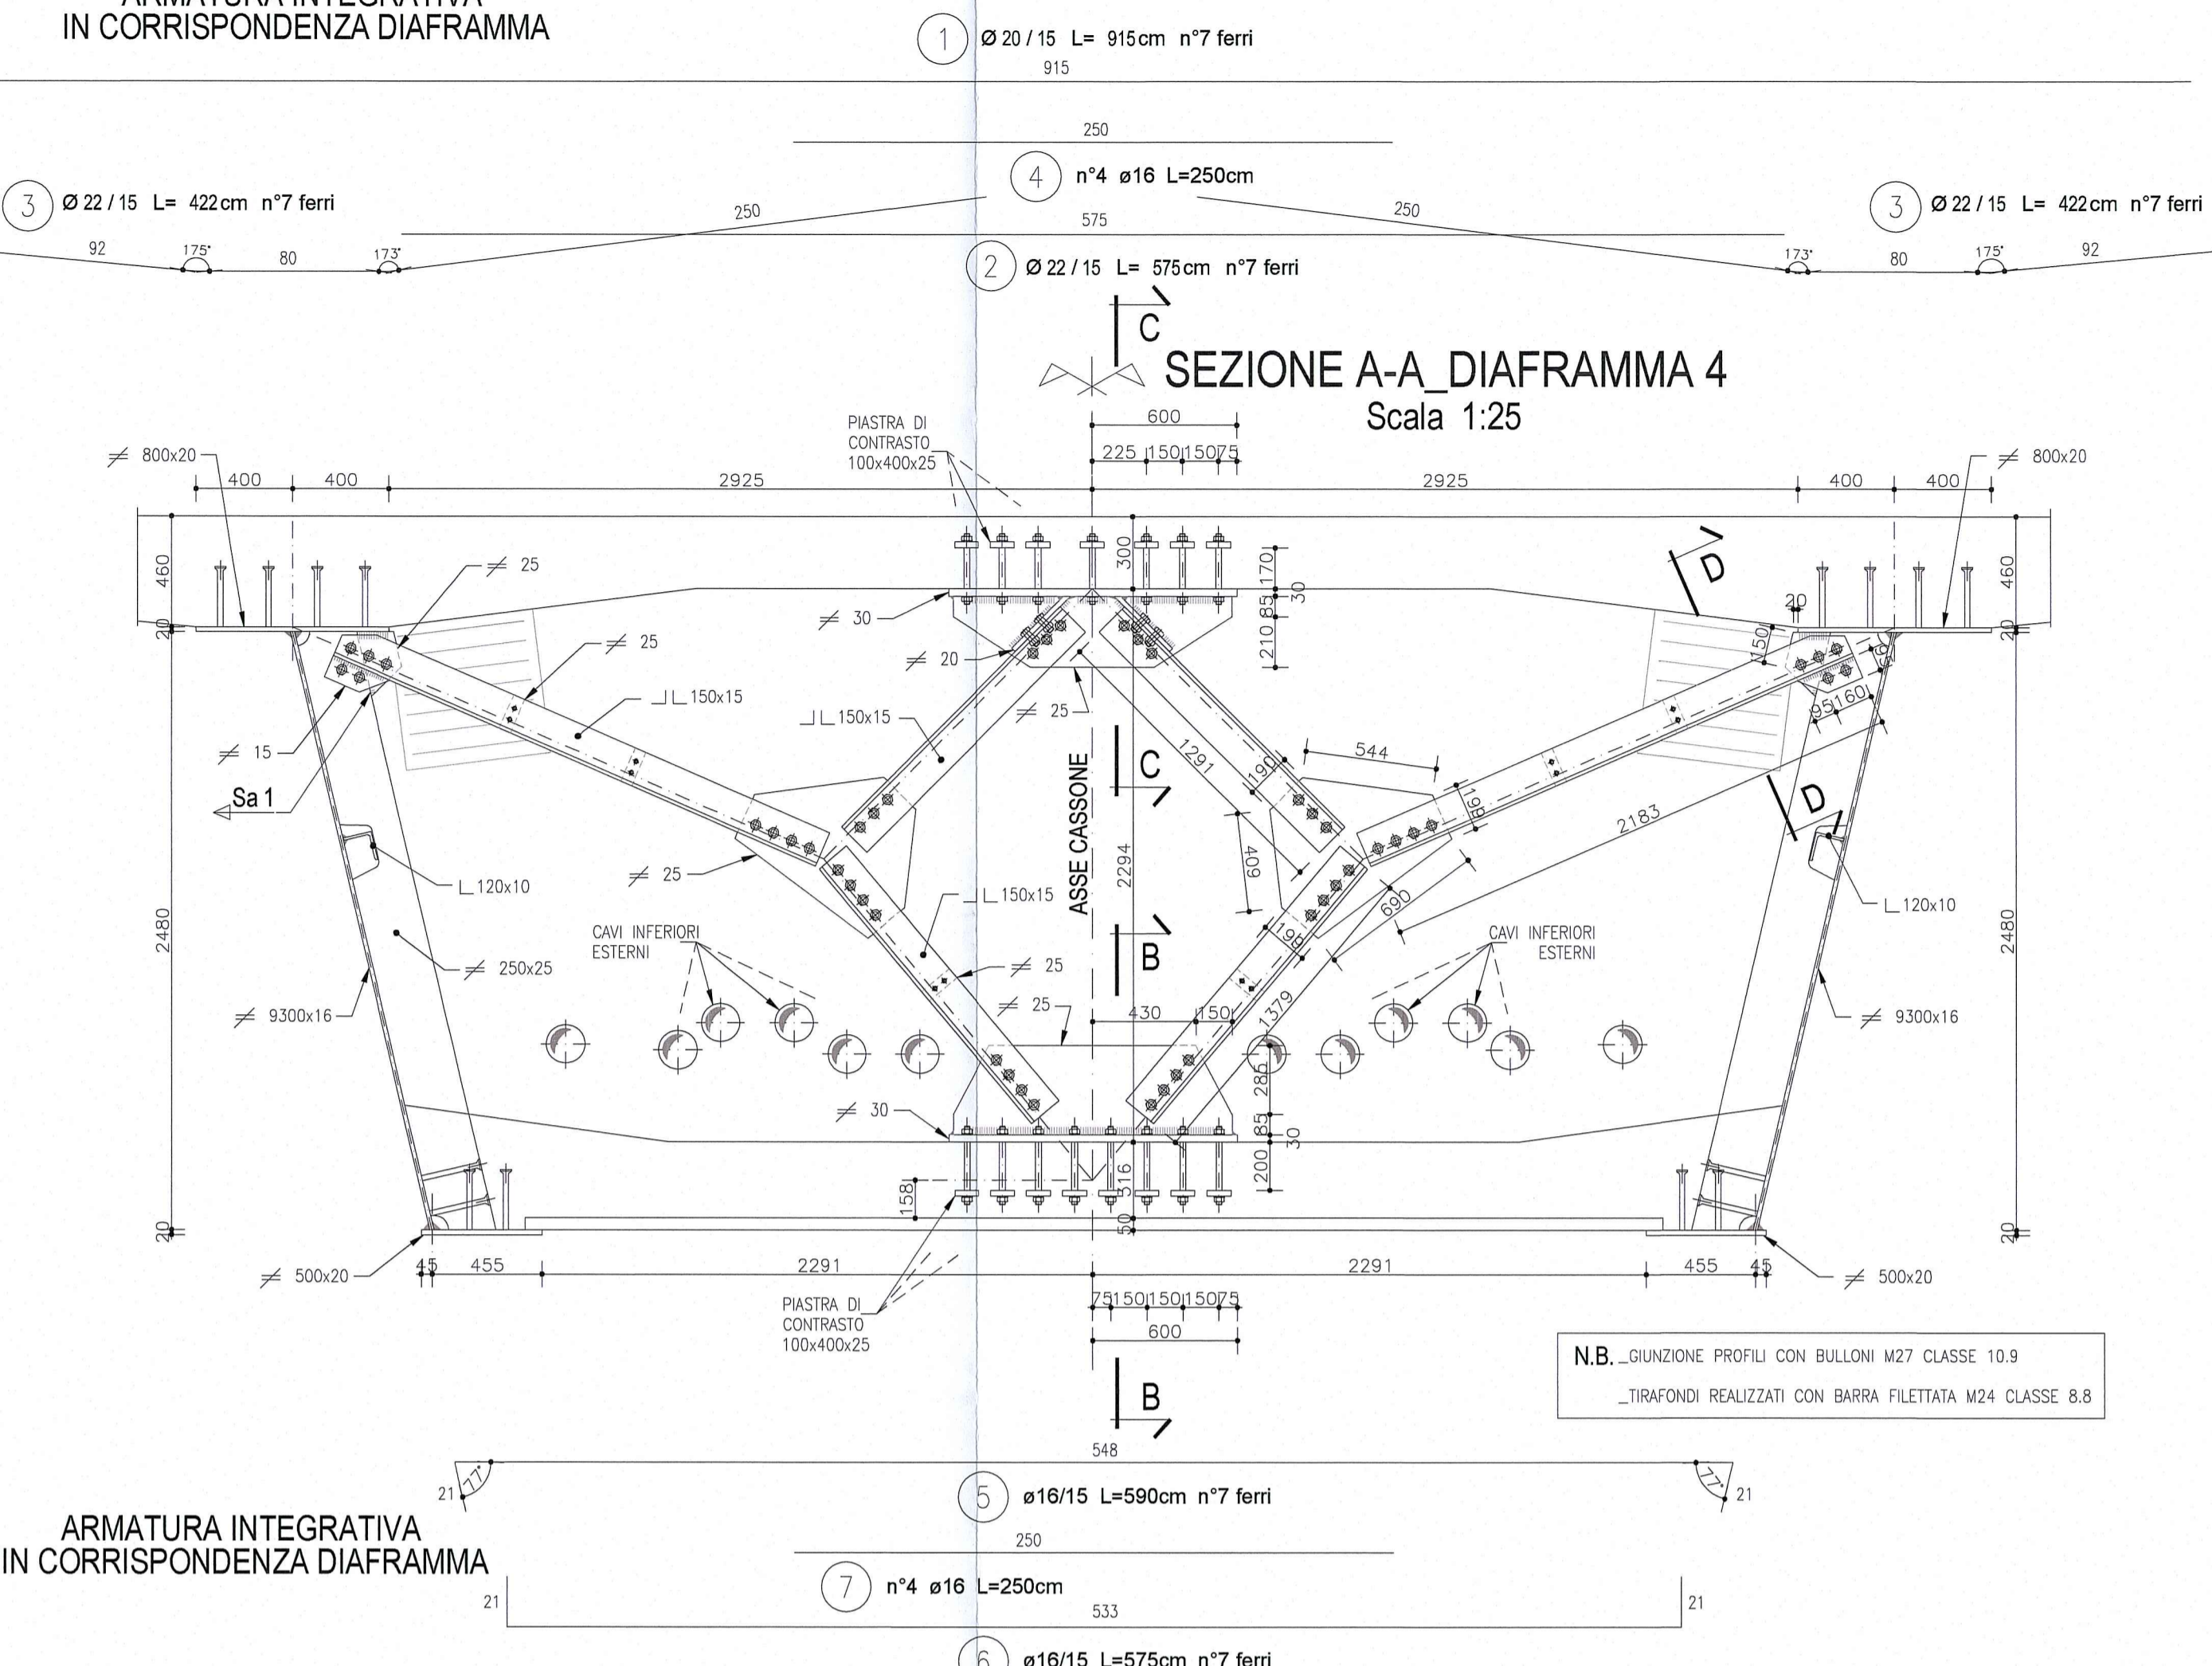 ARMATURA INTEGRATIVA
IN CORRISPONDENZA DIAFRAMMA
1 Ø 20 / 15 L= 915cm n°7 ferri
915
250
4 n°4 ø16 L=250cm
3 Ø 22 / 15 L= 422cm n°7 ferri
3 Ø 22 / 15 L= 422cm n°7 ferri
250
575
250
92
175°
80
173°
173°
80
175°
92
2 Ø 22 / 15 L= 575cm n°7 ferri
C
SEZIONE A-A_DIAFRAMMA 4
Scala 1:25
PIASTRA DI
CONTRASTO
100x400x25
600
225
150
150
75
800x20
800x20
400
400
2925
2925
400
400
460
20
25
300
170
30
85
210
D
20
460
20
30
25
20
150
150x15
150x15
25
15
Sa 1
95
160
ASSE CASSONE
C
1291
190
544
195
2183
D
409
2294
25
120x10
120x10
150x15
690
195
CAVI INFERIORI
ESTERNI
CAVI INFERIORI
ESTERNI
2480
2480
250x25
25
B
25
9300x16
9300x16
430
150
1379
285
30
85
30
200
316
158
50
20
20
500x20
500x20
45
455
2291
2291
455
45
75
150
150
150
75
600
PIASTRA DI
CONTRASTO
100x400x25
N.B. _GIUNZIONE PROFILI CON BULLONI M27 CLASSE 10.9
_TIRAFONDI REALIZZATI CON BARRA FILETTATA M24 CLASSE 8.8
B
548
77°
21
77°
21
5 ø16/15 L=590cm n°7 ferri
ARMATURA INTEGRATIVA
IN CORRISPONDENZA DIAFRAMMA
250
7 n°4 ø16 L=250cm
21
533
21
6 ø16/15 L=575cm n°7 ferri